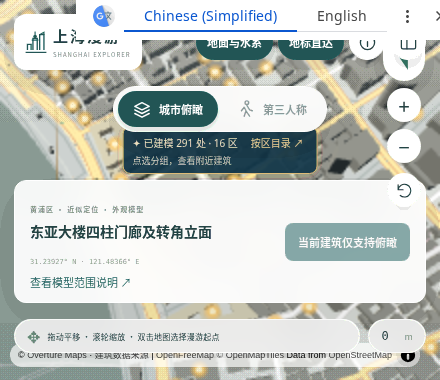 Chinese (Simplified) English
上海漫游
SHANGHAI EXPLORER
地面与水系 地标直达
城市俯瞰 第三人称
✦ 已建模 291 处 · 16 区 按区目录 ↗
点选分组，查看附近建筑
黄浦区 · 近似定位 · 外观模型
东亚大楼四柱门廊及转角立面
31.23927° N · 121.48366° E
当前建筑仅支持俯瞰
查看模型范围说明 ↗
拖动平移 · 滚轮缩放 · 双击地图选择漫游起点
0 m
© Overture Maps · 建筑数据来源 | OpenFreeMap © OpenMapTiles Data from OpenStreetMap